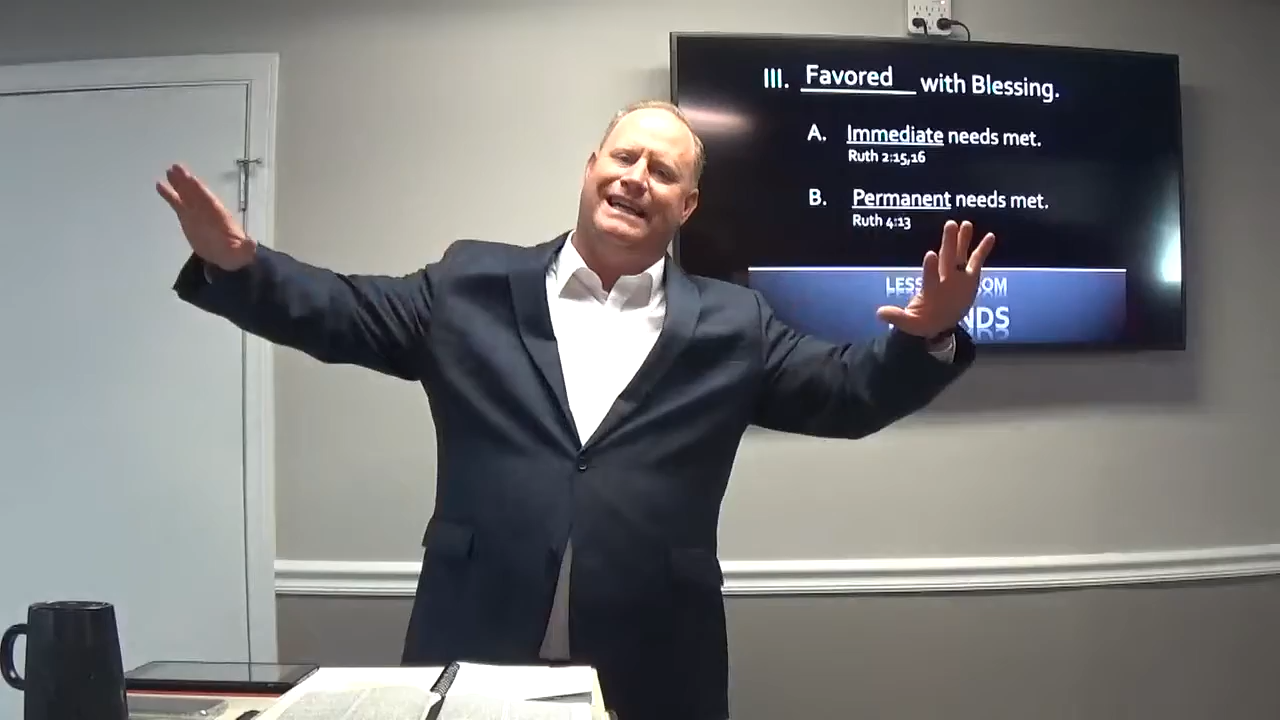 III. Favored with Blessing.
A. Immediate needs met.
Ruth 2:15,16
B. Permanent needs met.
Ruth 4:13